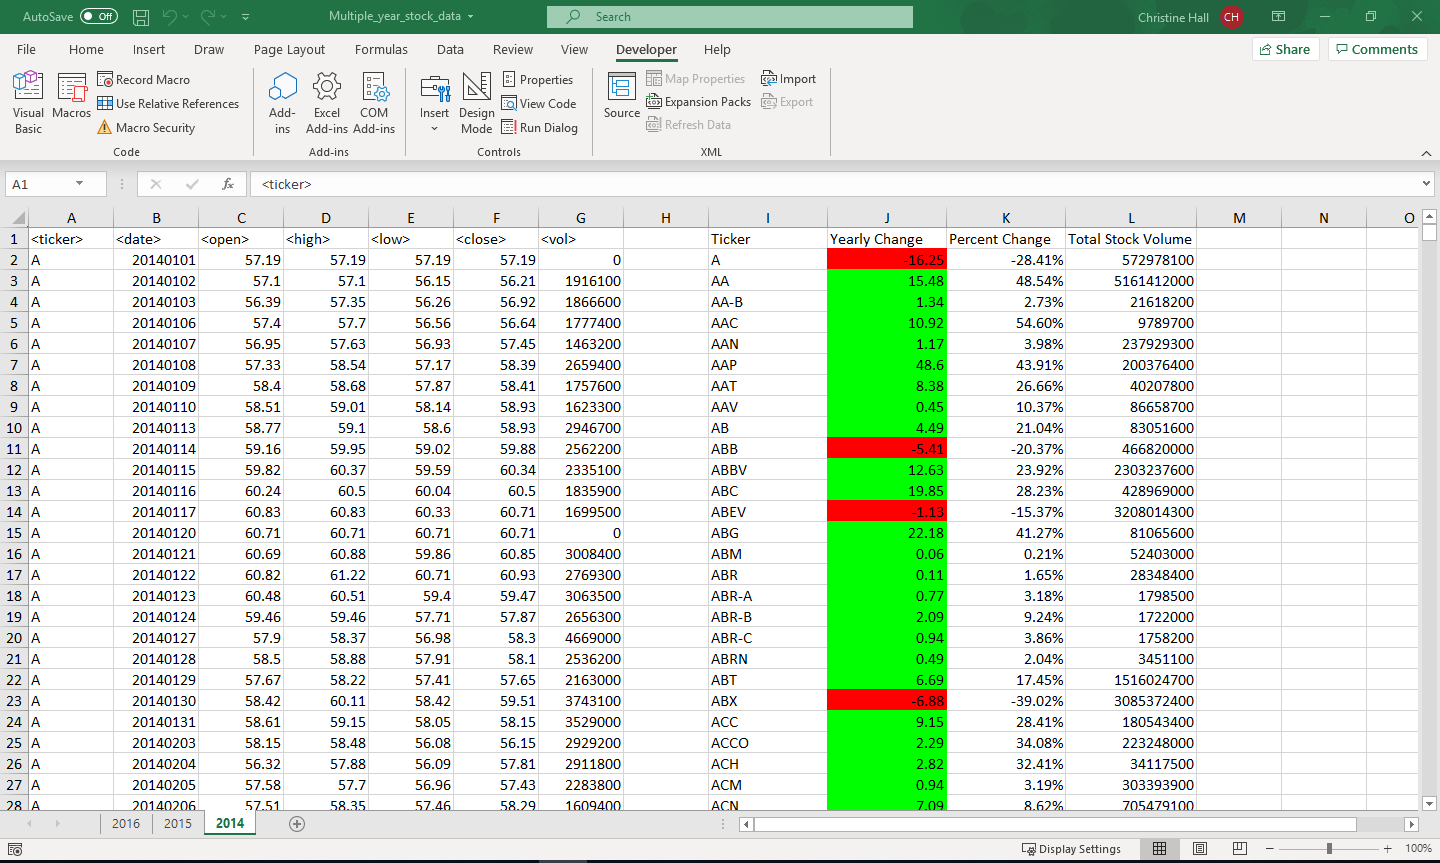 AutoSave Off Multiple_year_stock_data Search Christine Hall CH
File Home Insert Draw Page Layout Formulas Data Review View Developer Help Share Comments
Visual Basic Macros Record Macro Use Relative References Macro Security
Add-ins Excel Add-ins COM Add-ins Insert Design Mode Properties View Code Run Dialog
Source Map Properties Expansion Packs Refresh Data Import Export
Code Add-ins Controls XML
A1 fx <ticker>
A B C D E F G H I J K L M N O
1 <ticker> <date> <open> <high> <low> <close> <vol> Ticker Yearly Change Percent Change Total Stock Volume
2 A 20140101 57.19 57.19 57.19 57.19 0 A -16.25 -28.41% 572978100
3 A 20140102 57.1 57.1 56.15 56.21 1916100 AA 15.48 48.54% 5161412000
4 A 20140103 56.39 57.35 56.26 56.92 1866600 AA-B 1.34 2.73% 21618200
5 A 20140106 57.4 57.7 56.56 56.64 1777400 AAC 10.92 54.60% 9789700
6 A 20140107 56.95 57.63 56.93 57.45 1463200 AAN 1.17 3.98% 237929300
7 A 20140108 57.33 58.54 57.17 58.39 2659400 AAP 48.6 43.91% 200376400
8 A 20140109 58.4 58.68 57.87 58.41 1757600 AAT 8.38 26.66% 40207800
9 A 20140110 58.51 59.01 58.14 58.93 1623300 AAV 0.45 10.37% 86658700
10 A 20140113 58.77 59.1 58.6 58.93 2946700 AB 4.49 21.04% 83051600
11 A 20140114 59.16 59.95 59.02 59.88 2562200 ABB -5.41 -20.37% 466820000
12 A 20140115 59.82 60.37 59.59 60.34 2335100 ABBV 12.63 23.92% 2303237600
13 A 20140116 60.24 60.5 60.04 60.5 1835900 ABC 19.85 28.23% 428969000
14 A 20140117 60.83 60.83 60.33 60.71 1699500 ABEV -1.13 -15.37% 3208014300
15 A 20140120 60.71 60.71 60.71 60.71 0 ABG 22.18 41.27% 81065600
16 A 20140121 60.69 60.88 59.86 60.85 3008400 ABM 0.06 0.21% 52403000
17 A 20140122 60.82 61.22 60.71 60.93 2769300 ABR 0.11 1.65% 28348400
18 A 20140123 60.48 60.51 59.4 59.47 3063500 ABR-A 0.77 3.18% 1798500
19 A 20140124 59.46 59.46 57.71 57.87 2656300 ABR-B 2.09 9.24% 1722000
20 A 20140127 57.9 58.37 56.98 58.3 4669000 ABR-C 0.94 3.86% 1758200
21 A 20140128 58.5 58.88 57.91 58.1 2536200 ABRN 0.49 2.04% 3451100
22 A 20140129 57.67 58.22 57.41 57.65 2163000 ABT 6.69 17.45% 1516024700
23 A 20140130 58.42 60.11 58.42 59.51 3743100 ABX -6.88 -39.02% 3085372400
24 A 20140131 58.61 59.15 58.05 58.15 3529000 ACC 9.15 28.41% 180543400
25 A 20140203 58.15 58.48 56.08 56.15 2929200 ACCO 2.29 34.08% 223248000
26 A 20140204 56.32 57.88 56.09 57.81 2911800 ACH 2.82 32.41% 34117500
27 A 20140205 57.58 57.7 56.96 57.43 2283800 ACM 0.94 3.19% 303393900
28 A 20140206 57.51 58.35 57.46 58.29 1609400 ACN 7.09 8.62% 705479100
2016 2015 2014
Display Settings 100%